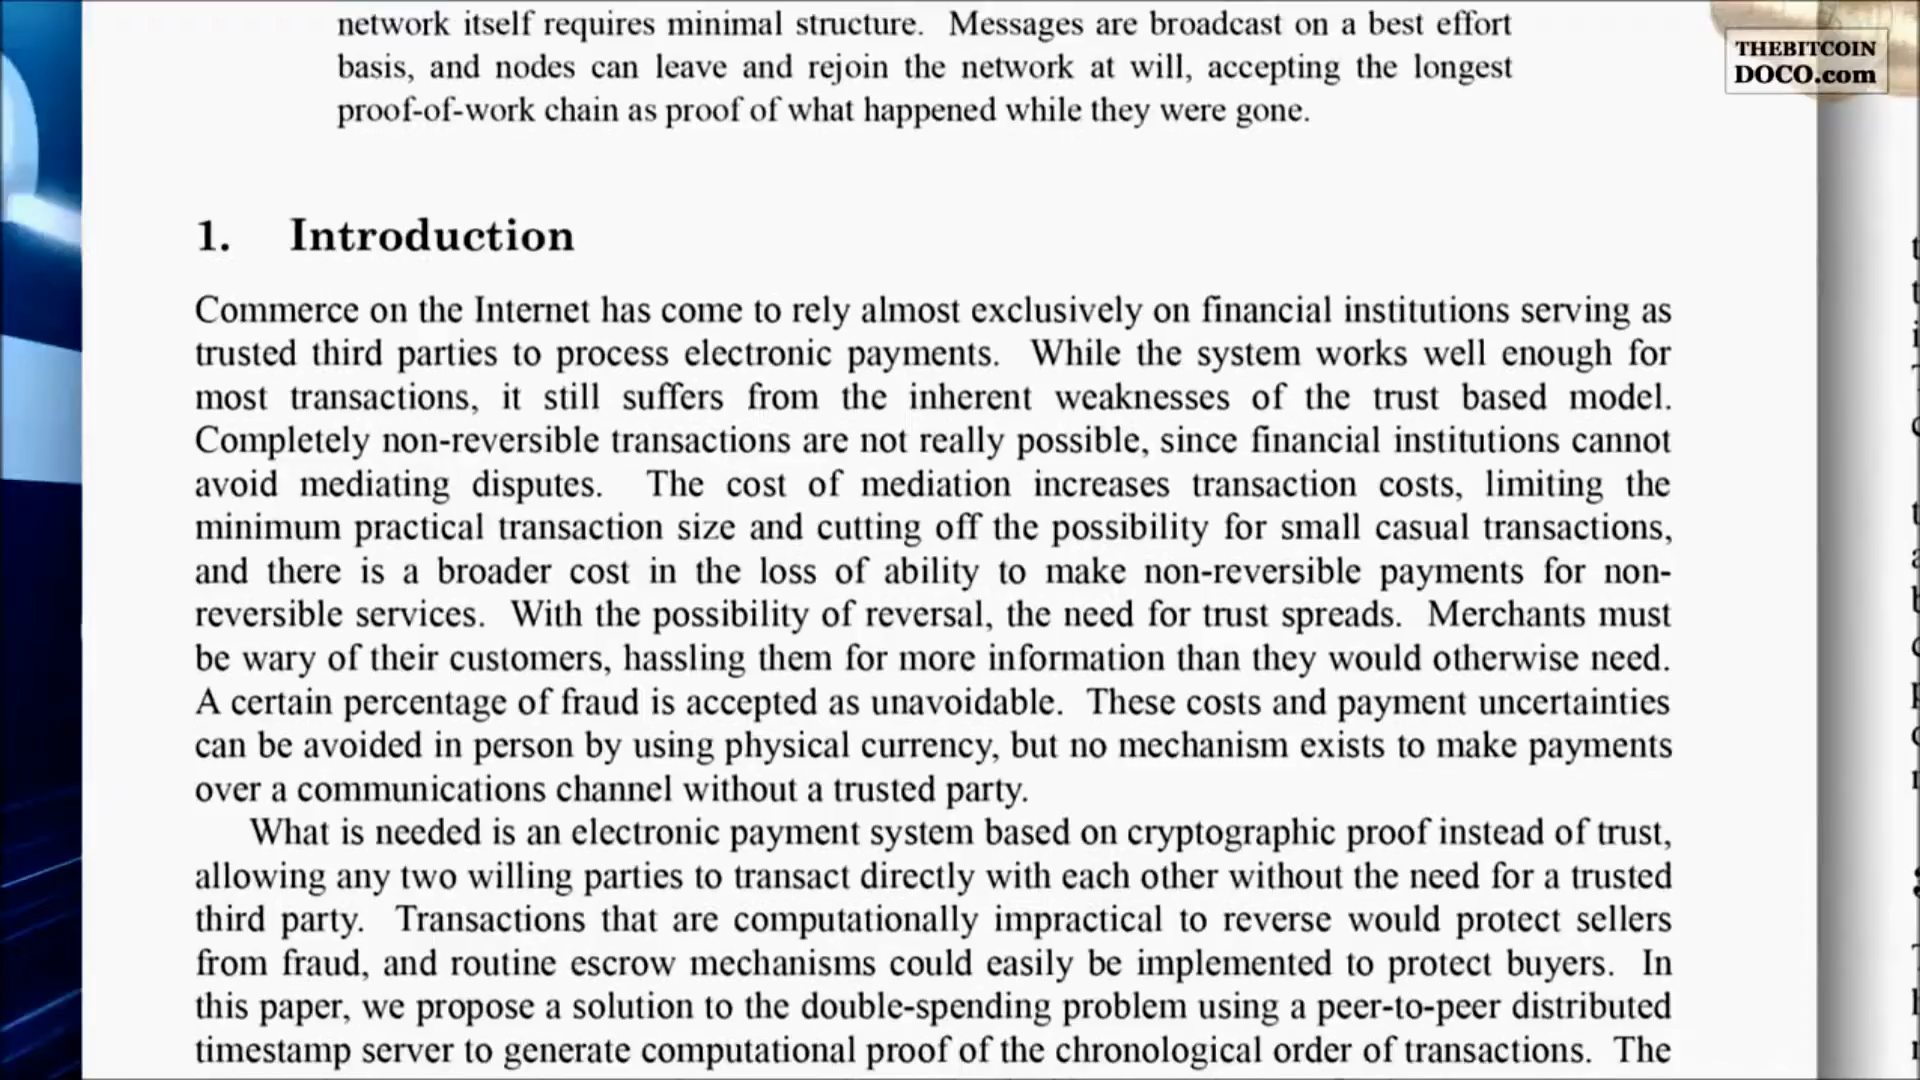 network itself requires minimal structure. Messages are broadcast on a best effort
basis, and nodes can leave and rejoin the network at will, accepting the longest
proof-of-work chain as proof of what happened while they were gone.
THEBITCOIN
DOCO.com
1. Introduction
Commerce on the Internet has come to rely almost exclusively on financial institutions serving as
trusted third parties to process electronic payments. While the system works well enough for
most transactions, it still suffers from the inherent weaknesses of the trust based model.
Completely non-reversible transactions are not really possible, since financial institutions cannot
avoid mediating disputes. The cost of mediation increases transaction costs, limiting the
minimum practical transaction size and cutting off the possibility for small casual transactions,
and there is a broader cost in the loss of ability to make non-reversible payments for non-
reversible services. With the possibility of reversal, the need for trust spreads. Merchants must
be wary of their customers, hassling them for more information than they would otherwise need.
A certain percentage of fraud is accepted as unavoidable. These costs and payment uncertainties
can be avoided in person by using physical currency, but no mechanism exists to make payments
over a communications channel without a trusted party.
What is needed is an electronic payment system based on cryptographic proof instead of trust,
allowing any two willing parties to transact directly with each other without the need for a trusted
third party. Transactions that are computationally impractical to reverse would protect sellers
from fraud, and routine escrow mechanisms could easily be implemented to protect buyers. In
this paper, we propose a solution to the double-spending problem using a peer-to-peer distributed
timestamp server to generate computational proof of the chronological order of transactions. The